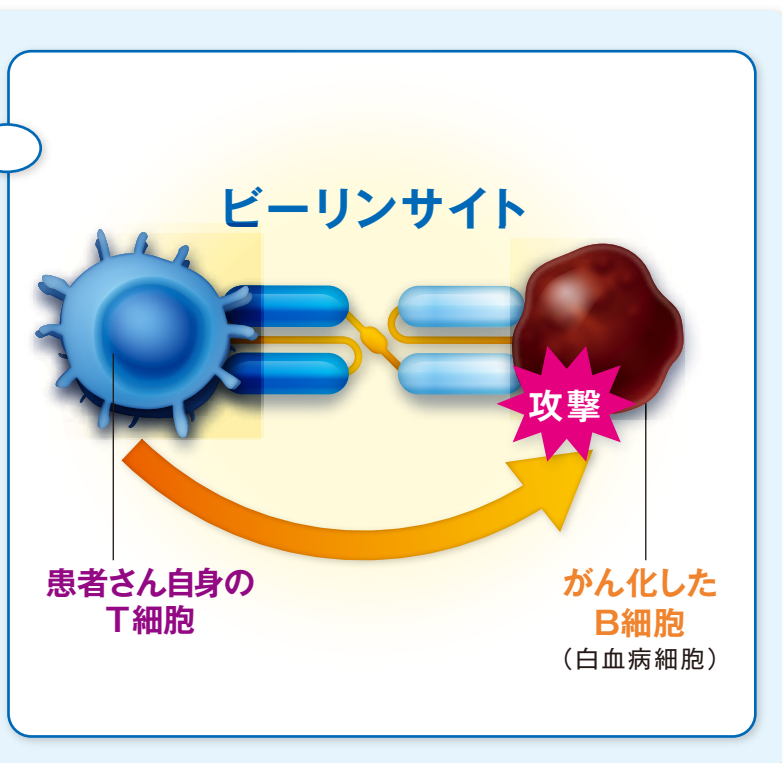 ビーリンサイト
攻撃
患者さん自身の
T細胞
がん化した
B細胞
（白血病細胞）